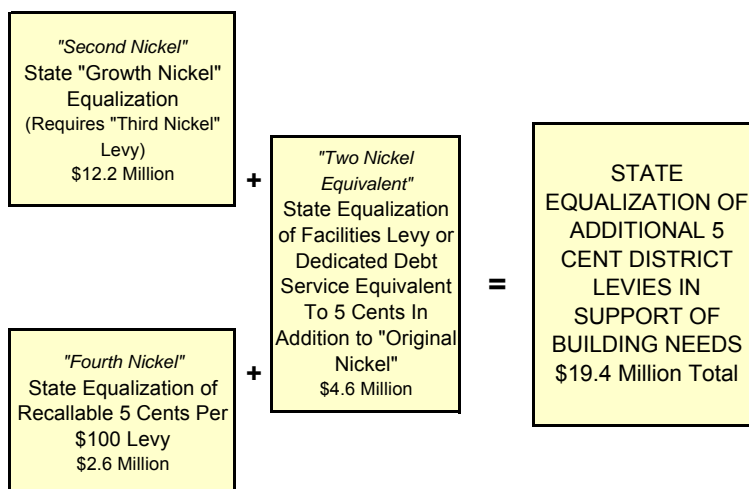 "Second Nickel"
State "Growth Nickel"
Equalization
(Requires "Third Nickel"
Levy)
$12.2 Million
+
"Two Nickel
Equivalent"
State Equalization
of Facilities Levy or
Dedicated Debt
Service Equivalent
To 5 Cents In
Addition to "Original
Nickel"
$4.6 Million
=
STATE
EQUALIZATION OF
ADDITIONAL 5
CENT DISTRICT
LEVIES IN
SUPPORT OF
BUILDING NEEDS
$19.4 Million Total
"Fourth Nickel"
State Equalization of
Recallable 5 Cents Per
$100 Levy
$2.6 Million
+